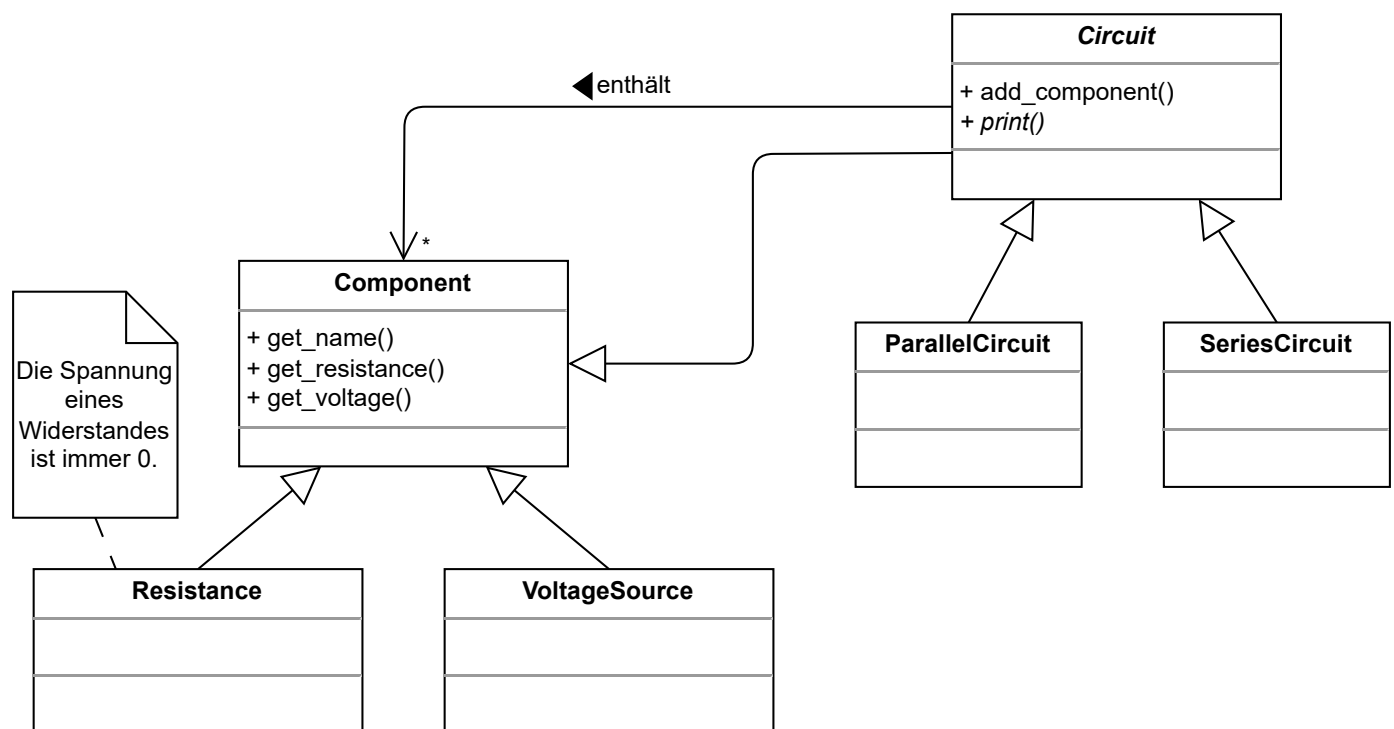 Circuit
+ add_component()
+ print()
enthält
*
Component
+ get_name()
+ get_resistance()
+ get_voltage()
Die Spannung
eines
Widerstandes
ist immer 0.
ParallelCircuit
SeriesCircuit
Resistance
VoltageSource